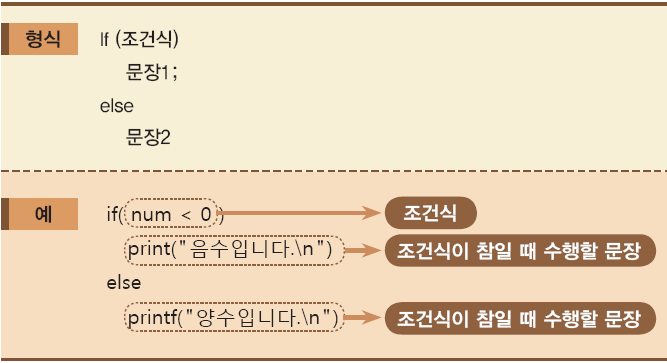 형식 If (조건식)
문장1;
else
문장2
예 if( num < 0 ) 조건식
print("음수입니다.\n") 조건식이 참일 때 수행할 문장
else
printf("양수입니다.\n") 조건식이 참일 때 수행할 문장